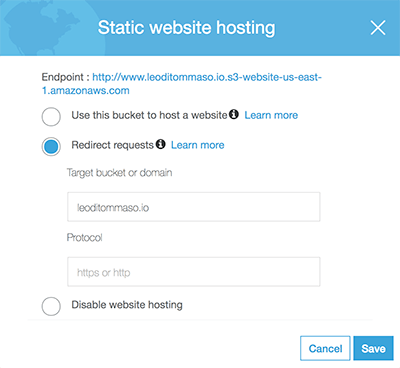 Static website hosting
Endpoint : http://www.leoditommaso.io.s3-website-us-east-
1.amazonaws.com
Use this bucket to host a website Learn more
Redirect requests Learn more
Target bucket or domain
leoditommaso.io
Protocol
https or http
Disable website hosting
Cancel Save